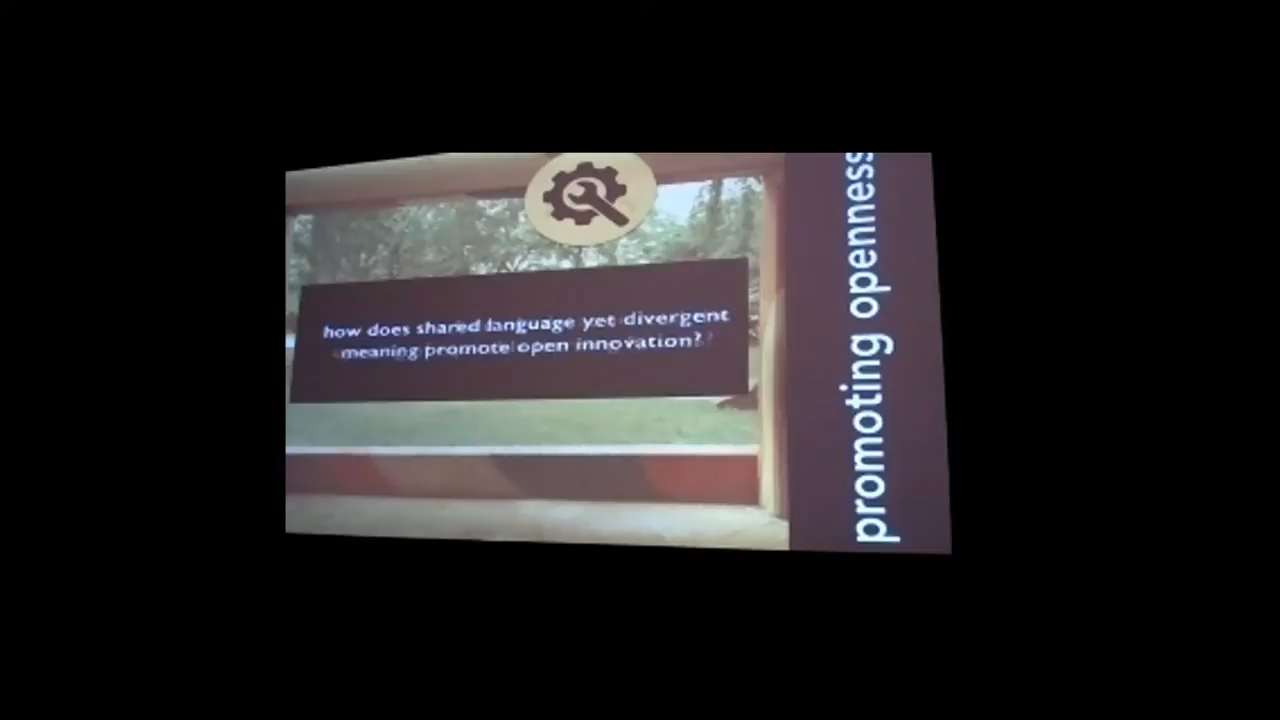 how does shared language yet divergent
meaning promote open innovation?
promoting openness